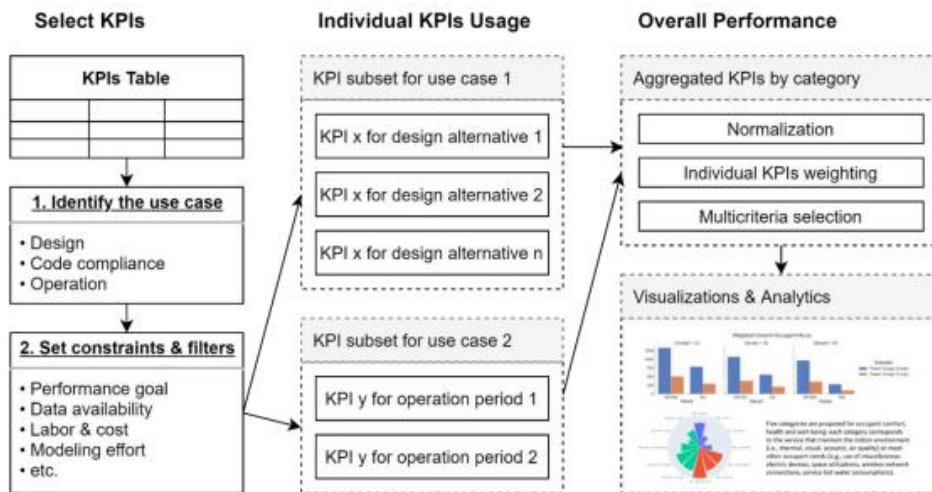 Select KPIs
KPIs Table
1. Identify the use case
• Design
• Code compliance
• Operation
2. Set constraints & filters
• Performance goal
• Data availability
• Labor & cost
• Modeling effort
• etc.
Individual KPIs Usage
KPI subset for use case 1
KPI x for design alternative 1
KPI x for design alternative 2
KPI x for design alternative n
KPI subset for use case 2
KPI y for operation period 1
KPI y for operation period 2
Overall Performance
Aggregated KPIs by category
Normalization
Individual KPIs weighting
Multicriteria selection
Visualizations & Analytics
Five categories are proposed for occupant comfort,
health and well-being: each category corresponds
to the service that maintain the indoor environment
(i.e., thermal, visual, acoustic, air quality) or meet
other occupant needs (e.g., use of miscellaneous
electric devices, space utilizations, wireless network
connections, service hot water consumptions).